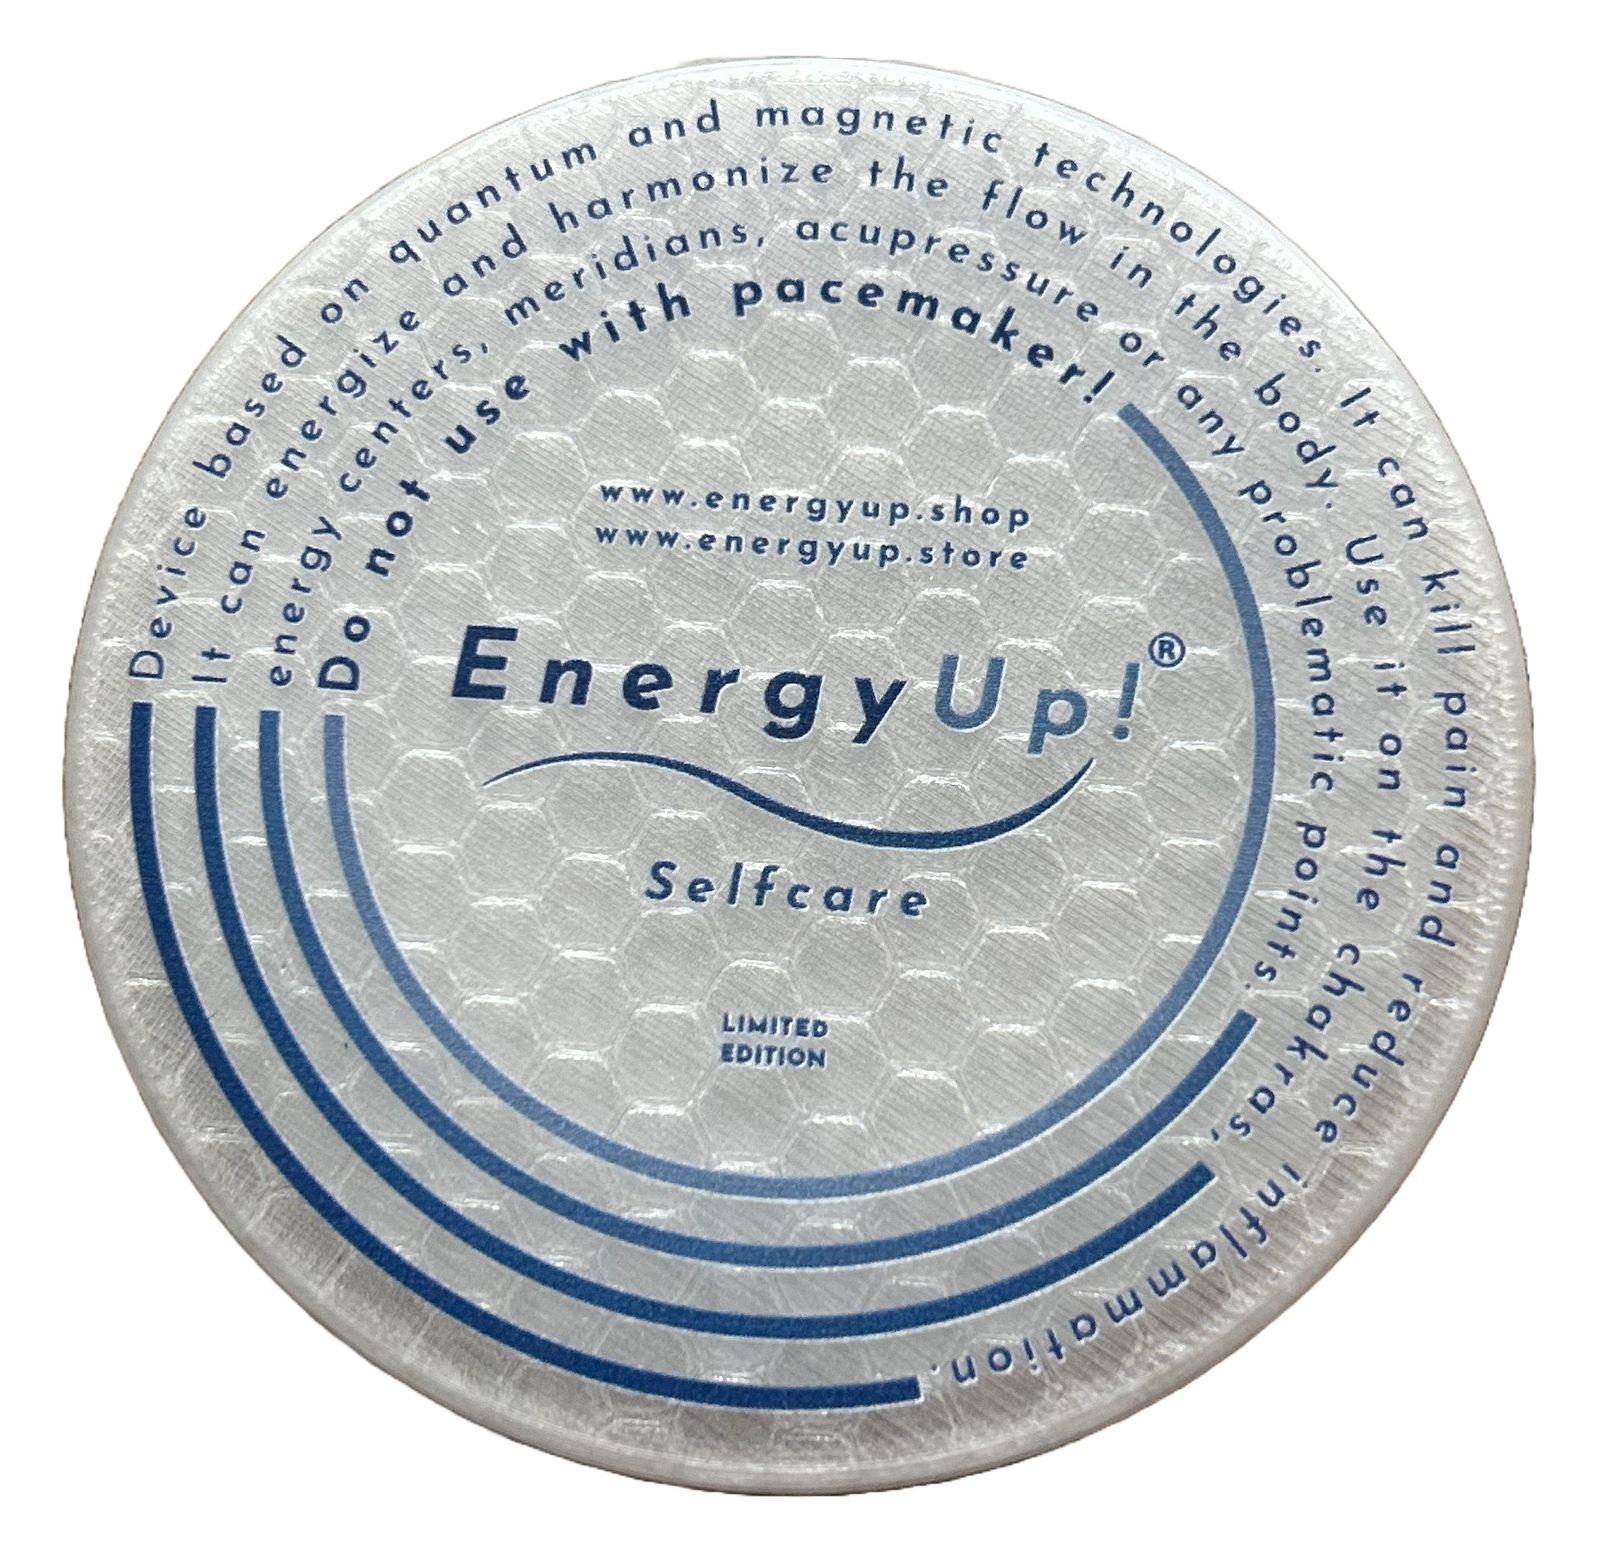 Device based on quantum and magnetic technologies. It can kill pain and reduce inflammation.
It can energize and harmonize the flow in the body. Use it on the chakras,
energy centers, meridians, acupressure or any problematic points.
Do not use with pacemaker!
www.energyup.shop
www.energyup.store
EnergyUp!®
Selfcare
LIMITED
EDITION